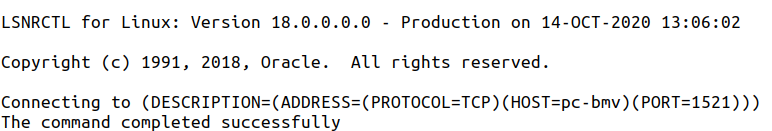 LSNRCTL for Linux: Version 18.0.0.0.0 - Production on 14-OCT-2020 13:06:02
Copyright (c) 1991, 2018, Oracle.  All rights reserved.
Connecting to (DESCRIPTION=(ADDRESS=(PROTOCOL=TCP)(HOST=pc-bmv)(PORT=1521)))
The command completed successfully